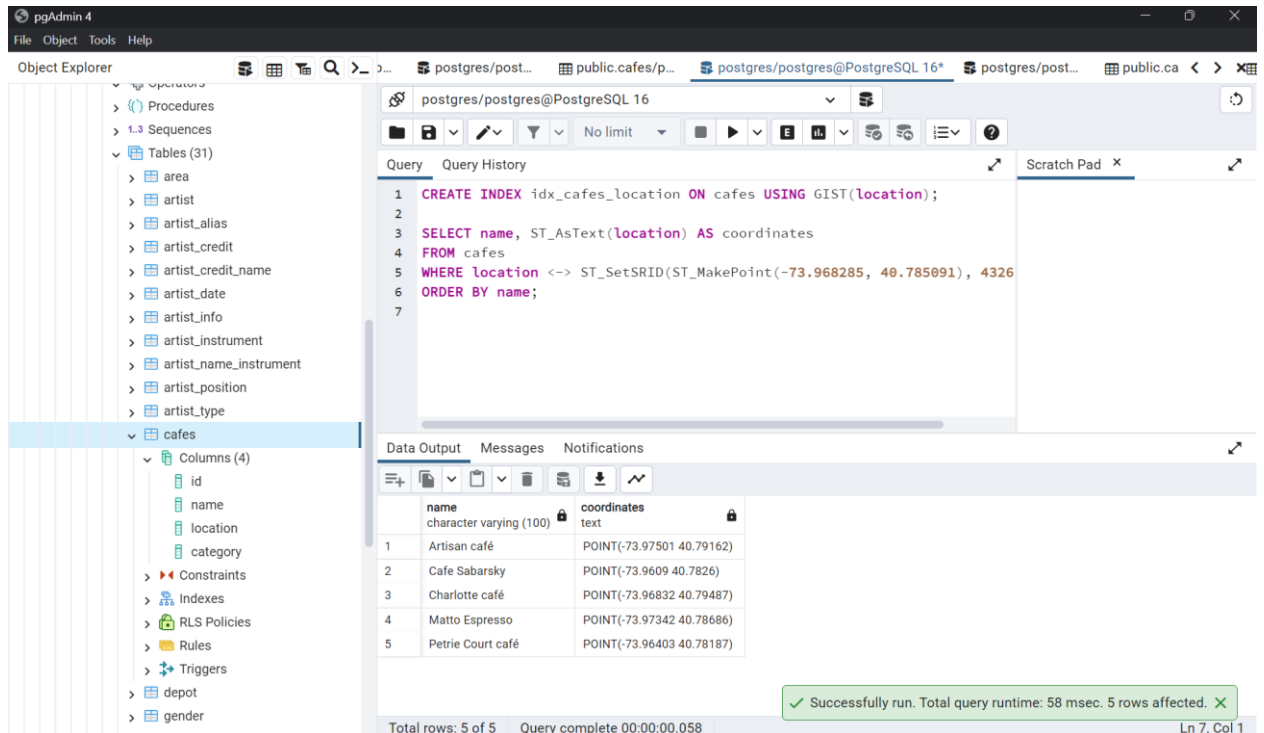 pgAdmin 4
File Object Tools Help
Object Explorer
postgres/post...
public.cafes/p...
postgres/postgres@PostgreSQL 16*
postgres/post...
public.ca
Procedures
1..3 Sequences
Tables (31)
area
artist
artist_alias
artist_credit
artist_credit_name
artist_date
artist_info
artist_instrument
artist_name_instrument
artist_position
artist_type
cafes
Columns (4)
id
name
location
category
Constraints
Indexes
RLS Policies
Rules
Triggers
depot
gender
postgres/postgres@PostgreSQL 16
No limit
E
Query Query History
Scratch Pad
1 CREATE INDEX idx_cafes_location ON cafes USING GIST(location);
2
3 SELECT name, ST_AsText(location) AS coordinates
4 FROM cafes
5 WHERE location <-> ST_SetSRID(ST_MakePoint(-73.968285, 40.785091), 4326
6 ORDER BY name;
7
Data Output Messages Notifications
name coordinates
character varying (100) text
1 Artisan café POINT(-73.97501 40.79162)
2 Cafe Sabarsky POINT(-73.9609 40.7826)
3 Charlotte café POINT(-73.96832 40.79487)
4 Matto Espresso POINT(-73.97342 40.78686)
5 Petrie Court café POINT(-73.96403 40.78187)
Successfully run. Total query runtime: 58 msec. 5 rows affected.
Total rows: 5 of 5 Query complete 00:00:00.058 Ln 7, Col 1